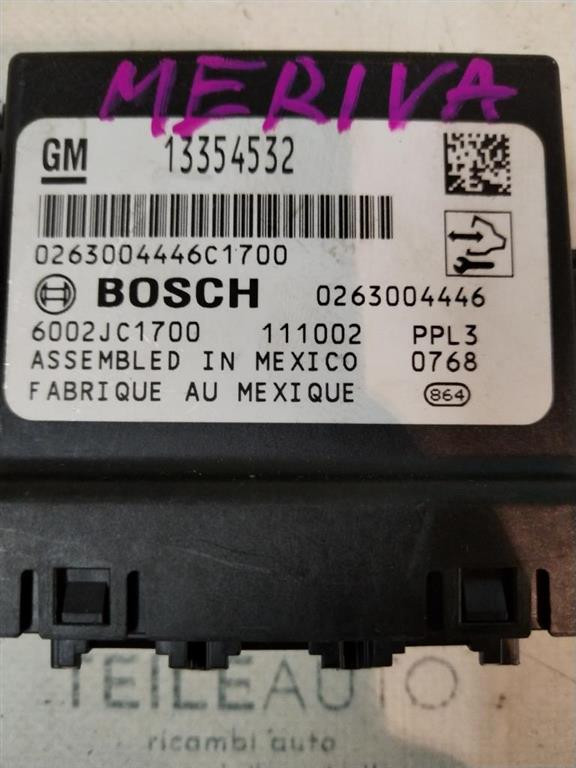 MERIVA
GM 13354532
0263004446C1700
BOSCH 0263004446
6002JC1700 111002 PPL3
ASSEMBLED IN MEXICO 0768
FABRIQUE AU MEXIQUE 864
TEILEAUTO
ricambi auto